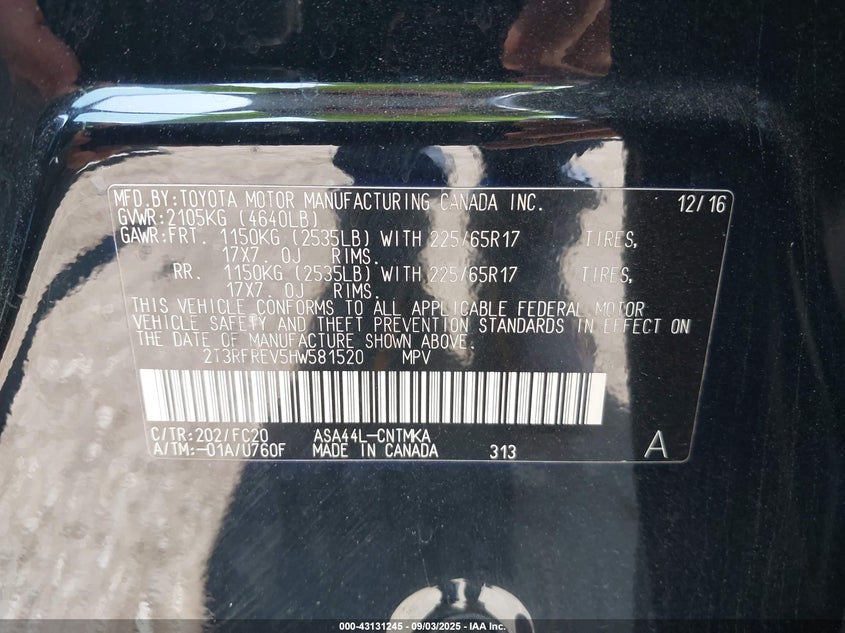 MFD.BY:TOYOTA MOTOR MANUFACTURING CANADA INC. 12/16
GVWR:2105KG (4640LB)
GAWR:FRT. 1150KG (2535LB) WITH 225/65R17 TIRES,
17X7.0J RIMS.
RR. 1150KG (2535LB) WITH 225/65R17 TIRES,
17X7.0J RIMS.
THIS VEHICLE CONFORMS TO ALL APPLICABLE FEDERAL MOTOR
VEHICLE SAFETY AND THEFT PREVENTION STANDARDS IN EFFECT ON
THE DATE OF MANUFACTURE SHOWN ABOVE.
2T3RFREV5HW581520 MPV
C/TR:202/FC20 ASA44L-CNTMKA
A/TM:-01A/U760F MADE IN CANADA 313 A
000-43131245 - 09/03/2025 - IAA Inc.